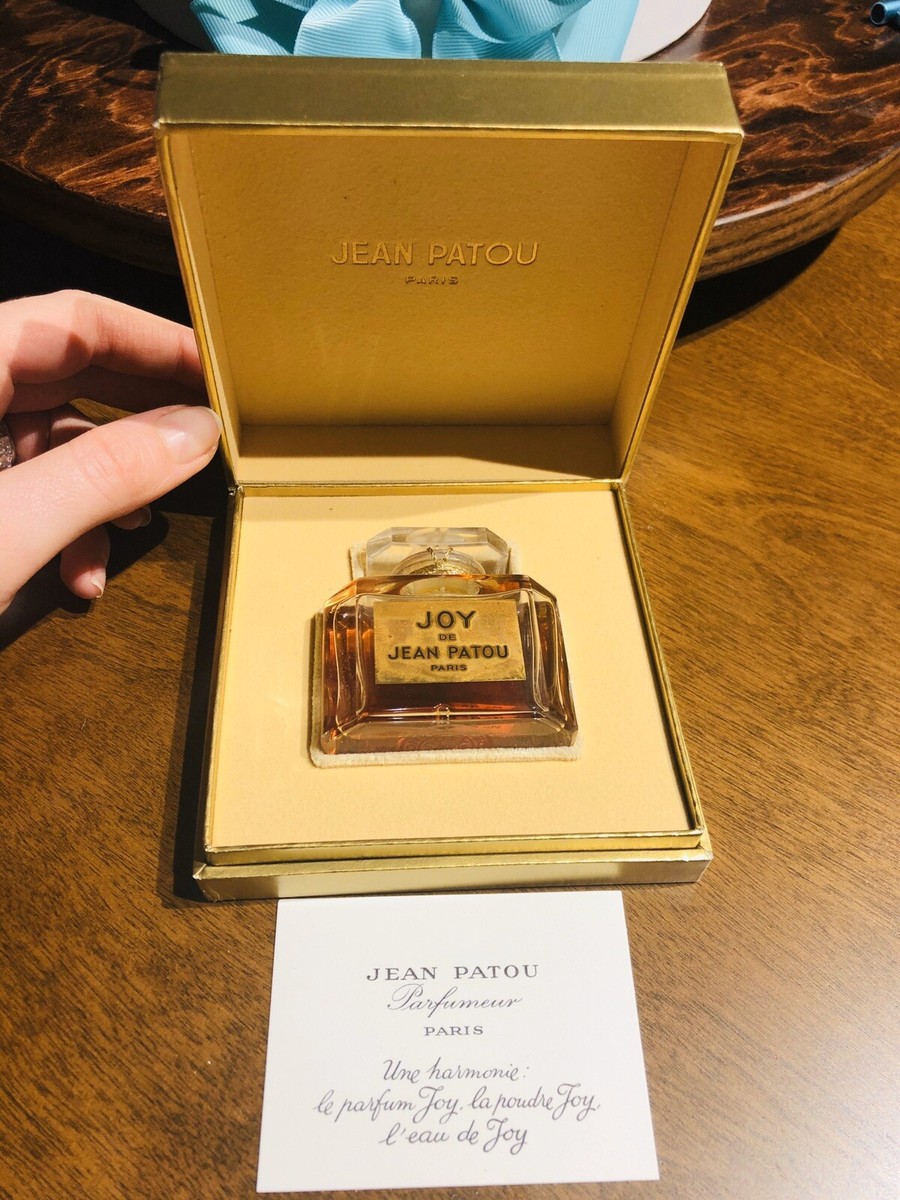 JEAN PATOU
PARIS
JOY
DE
JEAN PATOU
PARIS
JEAN PATOU
Parfumeur
PARIS
Une harmonie:
le parfum Joy, la poudre Joy,
l'eau de Joy